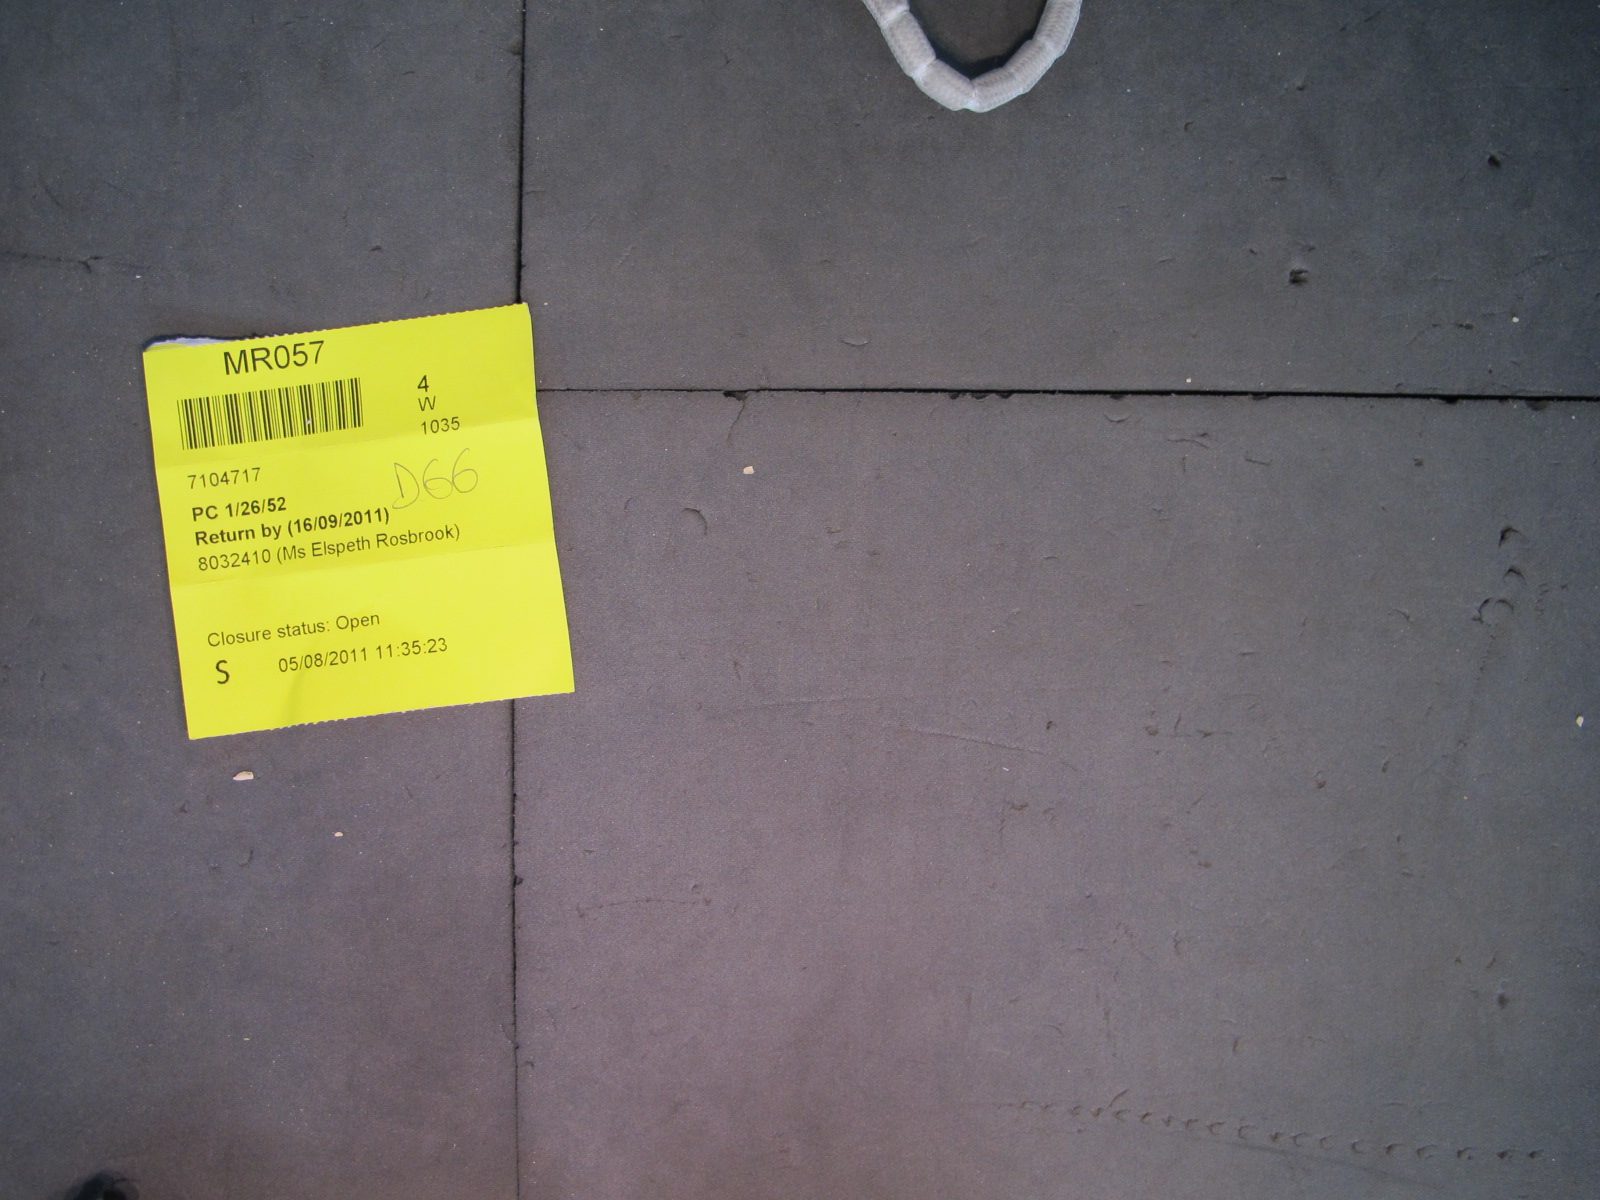 MR057
4
W
1035
7104717
D66
PC 1/26/52
Return by (16/09/2011)
8032410 (Ms Elspeth Rosbrook)
Closure status: Open
S 05/08/2011 11:35:23